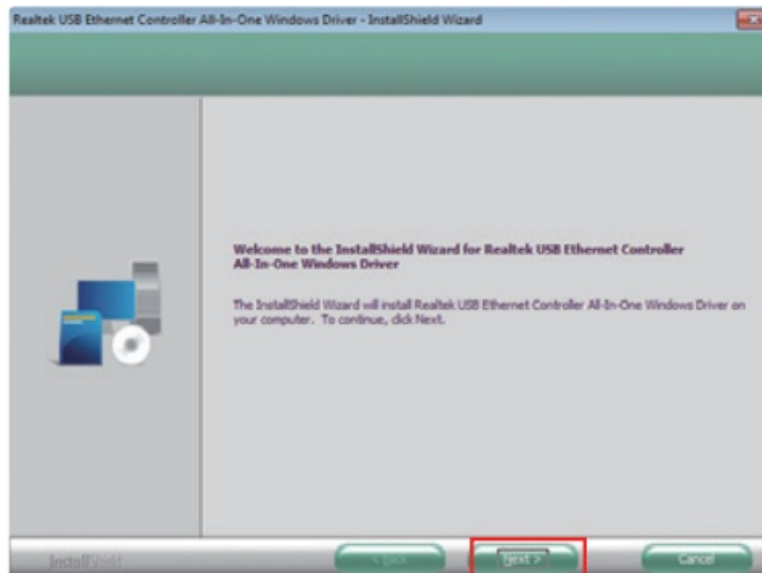 Realtek USB Ethernet Controller All-In-One Windows Driver - InstallShield Wizard
Welcome to the InstallShield Wizard for Realtek USB Ethernet Controller
All-In-One Windows Driver
The InstallShield Wizard will install Realtek USB Ethernet Controller All-In-One Windows Driver on
your computer. To continue, click Next.
InstallShield
< Back Next > Cancel